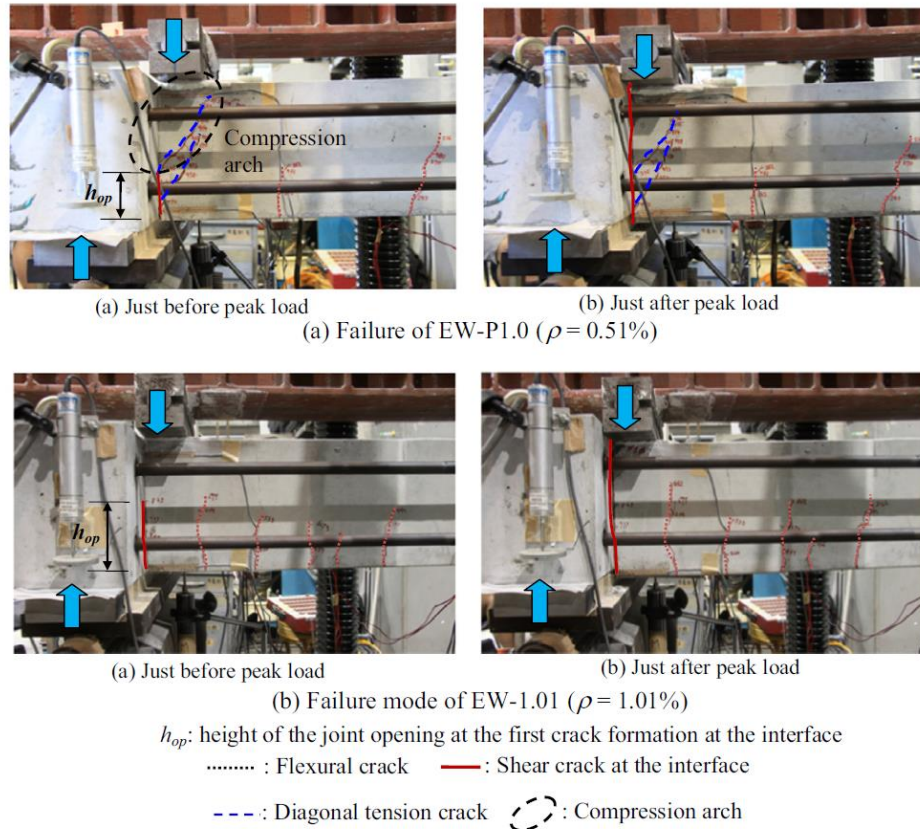 Compression
arch
hop
(a) Just before peak load
(b) Just after peak load
(a) Failure of EW-P1.0 (ρ = 0.51%)
hop
(a) Just before peak load
(b) Just after peak load
(b) Failure mode of EW-1.01 (ρ = 1.01%)
hop: height of the joint opening at the first crack formation at the interface
: Flexural crack
: Shear crack at the interface
: Diagonal tension crack
: Compression arch